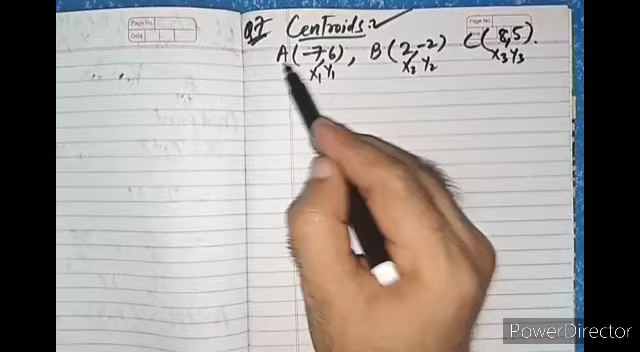 Page No.
Date
Page No.
Q7 Centroids:
A(-7,6), B(2,-2) C(8,5).
x₁ y₁ x₂ y₂ x₃ y₃
PowerDirector